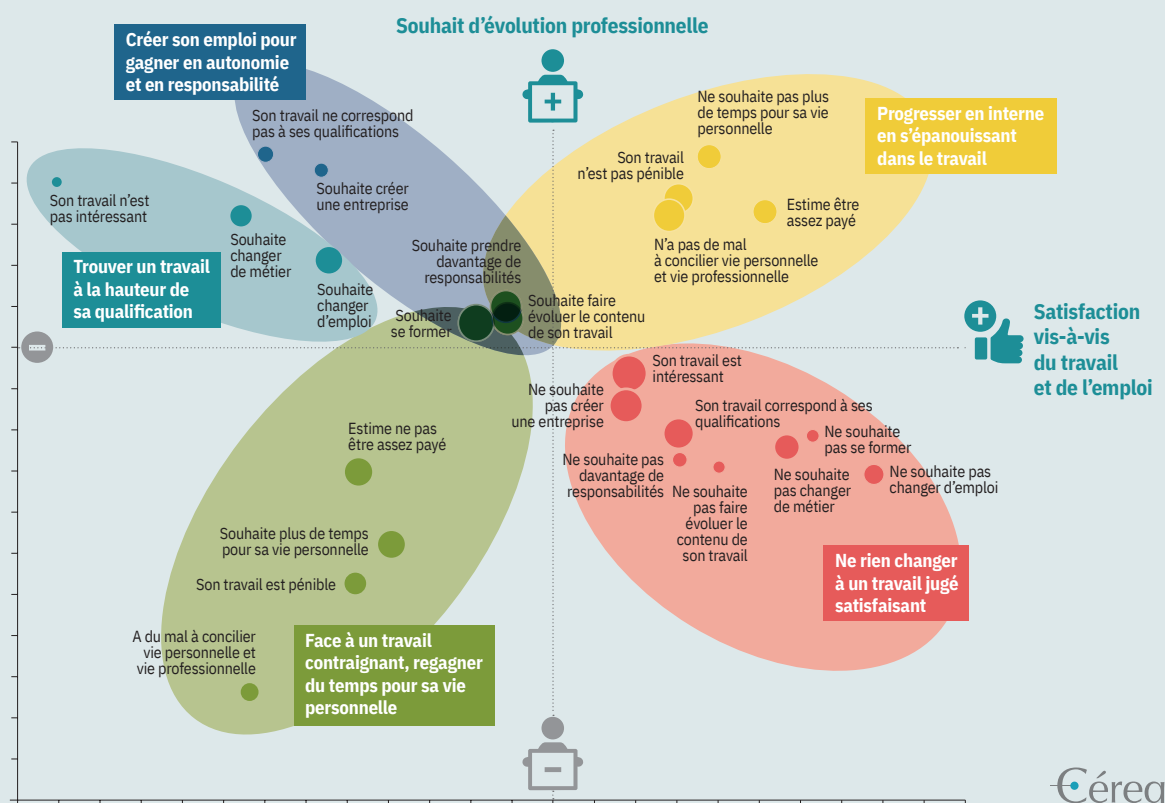 Souhait d'évolution professionnelle
Créer son emploi pour
gagner en autonomie
et en responsabilité
Son travail ne correspond
pas à ses qualifications
Souhaite créer
une entreprise
Son travail n'est
pas intéressant
Souhaite
changer
de métier
Souhaite
changer
d'emploi
Trouver un travail
à la hauteur de
sa qualification
Souhaite prendre
davantage de
responsabilités
Souhaite
se former
Souhaite faire
évoluer le contenu
de son travail
Ne souhaite pas plus
de temps pour sa vie
personnelle
Son travail
n'est pas pénible
Estime être
assez payé
N'a pas de mal
à concilier vie personnelle
et vie professionnelle
Progresser en interne
en s'épanouissant
dans le travail
Satisfaction
vis-à-vis
du travail
et de l'emploi
Son travail est
intéressant
Ne souhaite
pas créer
une entreprise
Son travail correspond à ses
qualifications
Ne souhaite
pas se former
Ne souhaite pas
davantage de
responsabilités
Ne souhaite
pas faire
évoluer le
contenu de
son travail
Ne souhaite
pas changer
de métier
Ne souhaite pas
changer d'emploi
Ne rien changer
à un travail jugé
satisfaisant
Estime ne pas
être assez payé
Souhaite plus de temps
pour sa vie personnelle
Son travail est pénible
A du mal à concilier
vie personnelle et
vie professionnelle
Face à un travail
contraignant, regagner
du temps pour sa vie
personnelle
Céreq